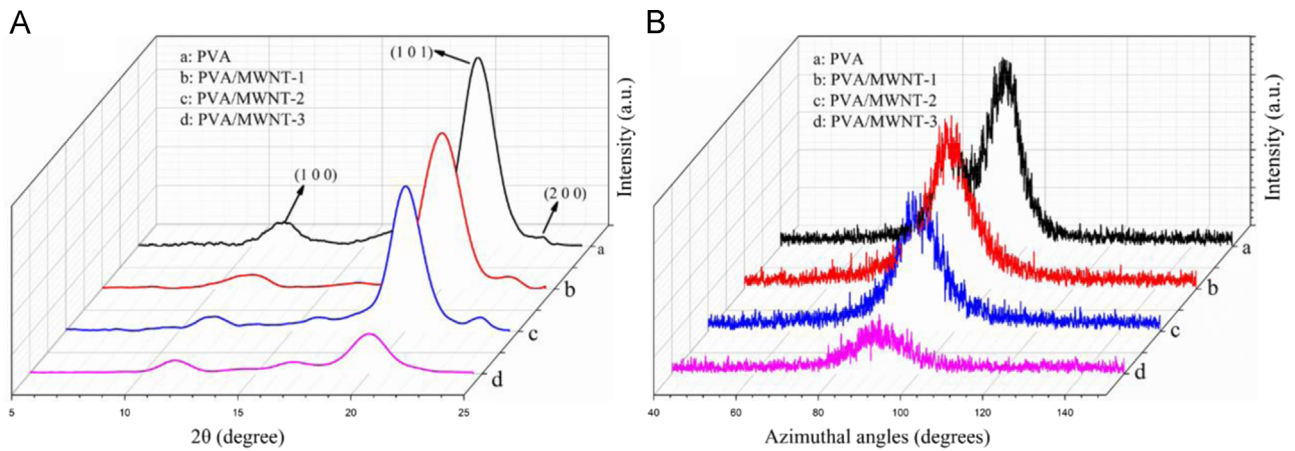 A
a: PVA
b: PVA/MWNT-1
c: PVA/MWNT-2
d: PVA/MWNT-3
(1 0 1)
(1 0 0)
(2 0 0)
a
b
c
d
Intensity (a.u.)
5 10 15 20 25
2θ (degree)
B
a: PVA
b: PVA/MWNT-1
c: PVA/MWNT-2
d: PVA/MWNT-3
a
b
c
d
Intensity (a.u.)
40 60 80 100 120 140
Azimuthal angles (degrees)